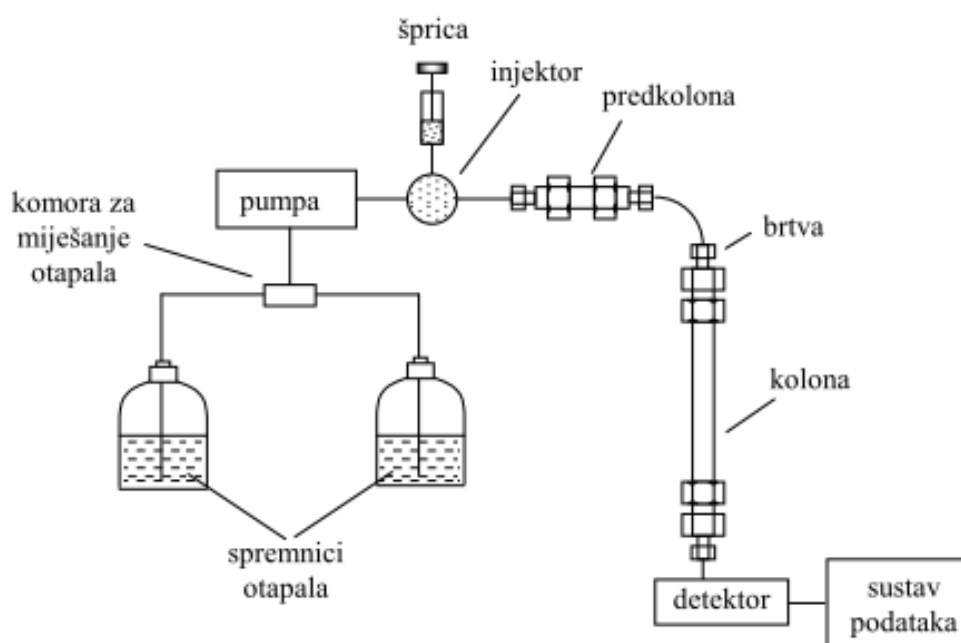 šprica
injektor
predkolona
komora za
miješanje
otapala
pumpa
brtva
kolona
spremnici
otapala
detektor
sustav
podataka